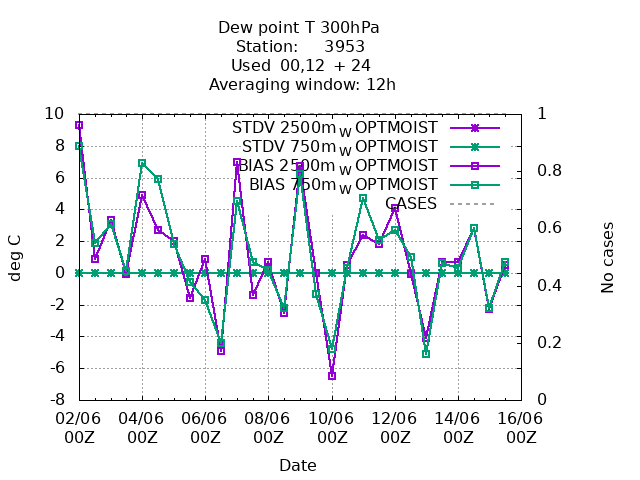 Dew point T 300hPa
Station: 3953
Used 00,12 + 24
Averaging window: 12h
STDV 2500m W OPTMOIST
STDV 750m W OPTMOIST
BIAS 2500m W OPTMOIST
BIAS 750m W OPTMOIST
CASES
deg C
10
8
6
4
2
0
-2
-4
-6
-8
No cases
1
0.8
0.6
0.4
0.2
0
02/06 04/06 06/06 08/06 10/06 12/06 14/06 16/06
00Z 00Z 00Z 00Z 00Z 00Z 00Z 00Z
Date